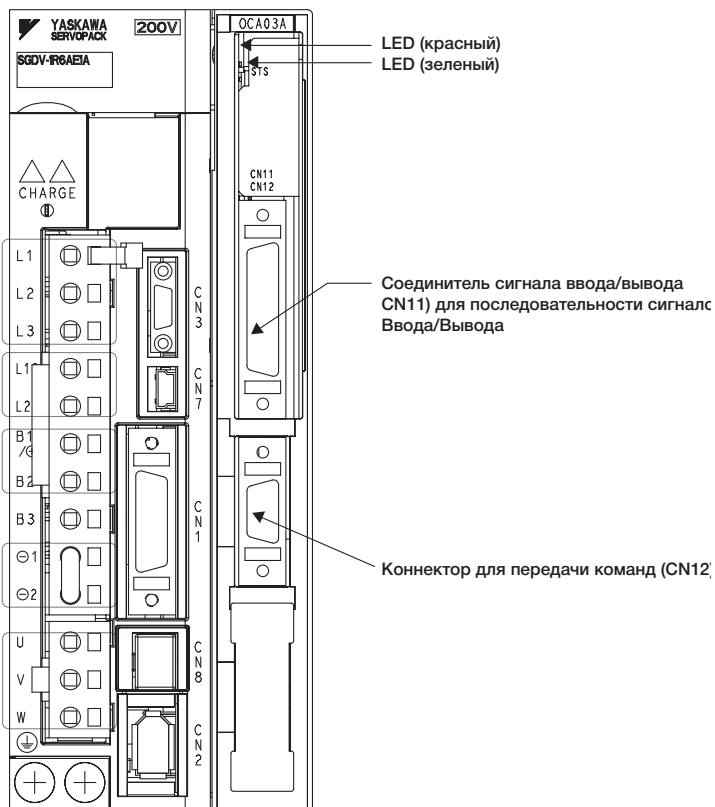 YASKAWA
SERVOPACK
200V
SGDV-1R6AE1A
OCA03A
LED (красный)
LED (зеленый)
STS
CN11
CN12
CHARGE
L1
L2
L3
L1
L2
B1
B2
B3
⊖1
⊖2
U
V
W
CN3
CN7
CN1
CN8
CN2
Соединитель сигнала ввода/вывода
CN11) для последовательности сигнало
Ввода/Вывода
Коннектор для передачи команд (CN12)